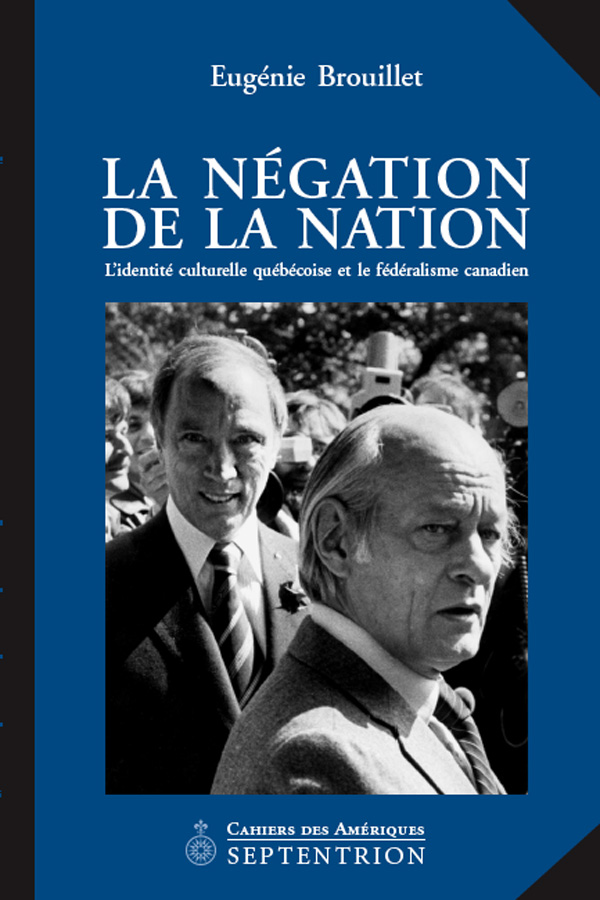 Eugénie Brouillet
LA NÉGATION
DE LA NATION
L'identité culturelle québécoise et le fédéralisme canadien
CAHIERS DES AMÉRIQUES
SEPTENTRION